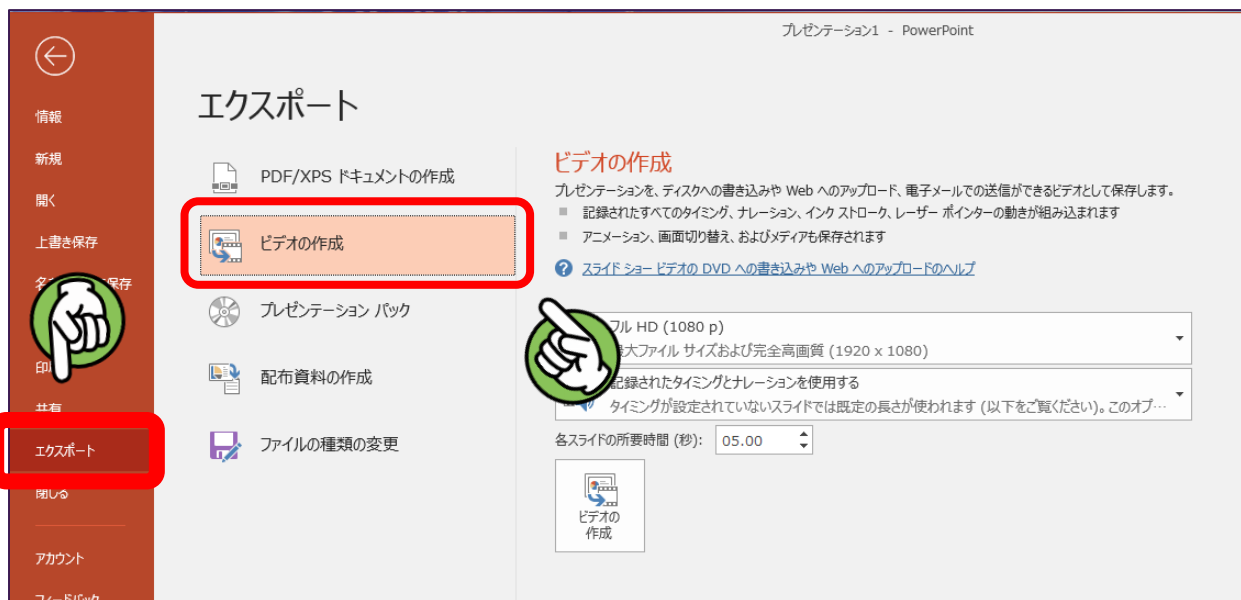 プレゼンテーション1 - PowerPoint
情報
新規
開く
上書き保存
保存
共有
エクスポート
閉じる
アカウント
フィードバック
エクスポート
PDF/XPS ドキュメントの作成
ビデオの作成
プレゼンテーション パック
配布資料の作成
ファイルの種類の変更
ビデオの作成
プレゼンテーションを、ディスクへの書き込みや Web へのアップロード、電子メールでの送信ができるビデオとして保存します。
記録されたすべてのタイミング、ナレーション、インク ストローク、レーザー ポインターの動きが組み込まれます
アニメーション、画面切り替え、およびメディアも保存されます
スライド ショー ビデオの DVD への書き込みや Web へのアップロードのヘルプ
フル HD (1080 p)
最大ファイル サイズおよび完全高画質 (1920 x 1080)
記録されたタイミングとナレーションを使用する
タイミングが設定されていないスライドでは既定の長さが使われます (以下をご覧ください)。このオプ…
各スライドの所要時間 (秒): 05.00
ビデオの
作成